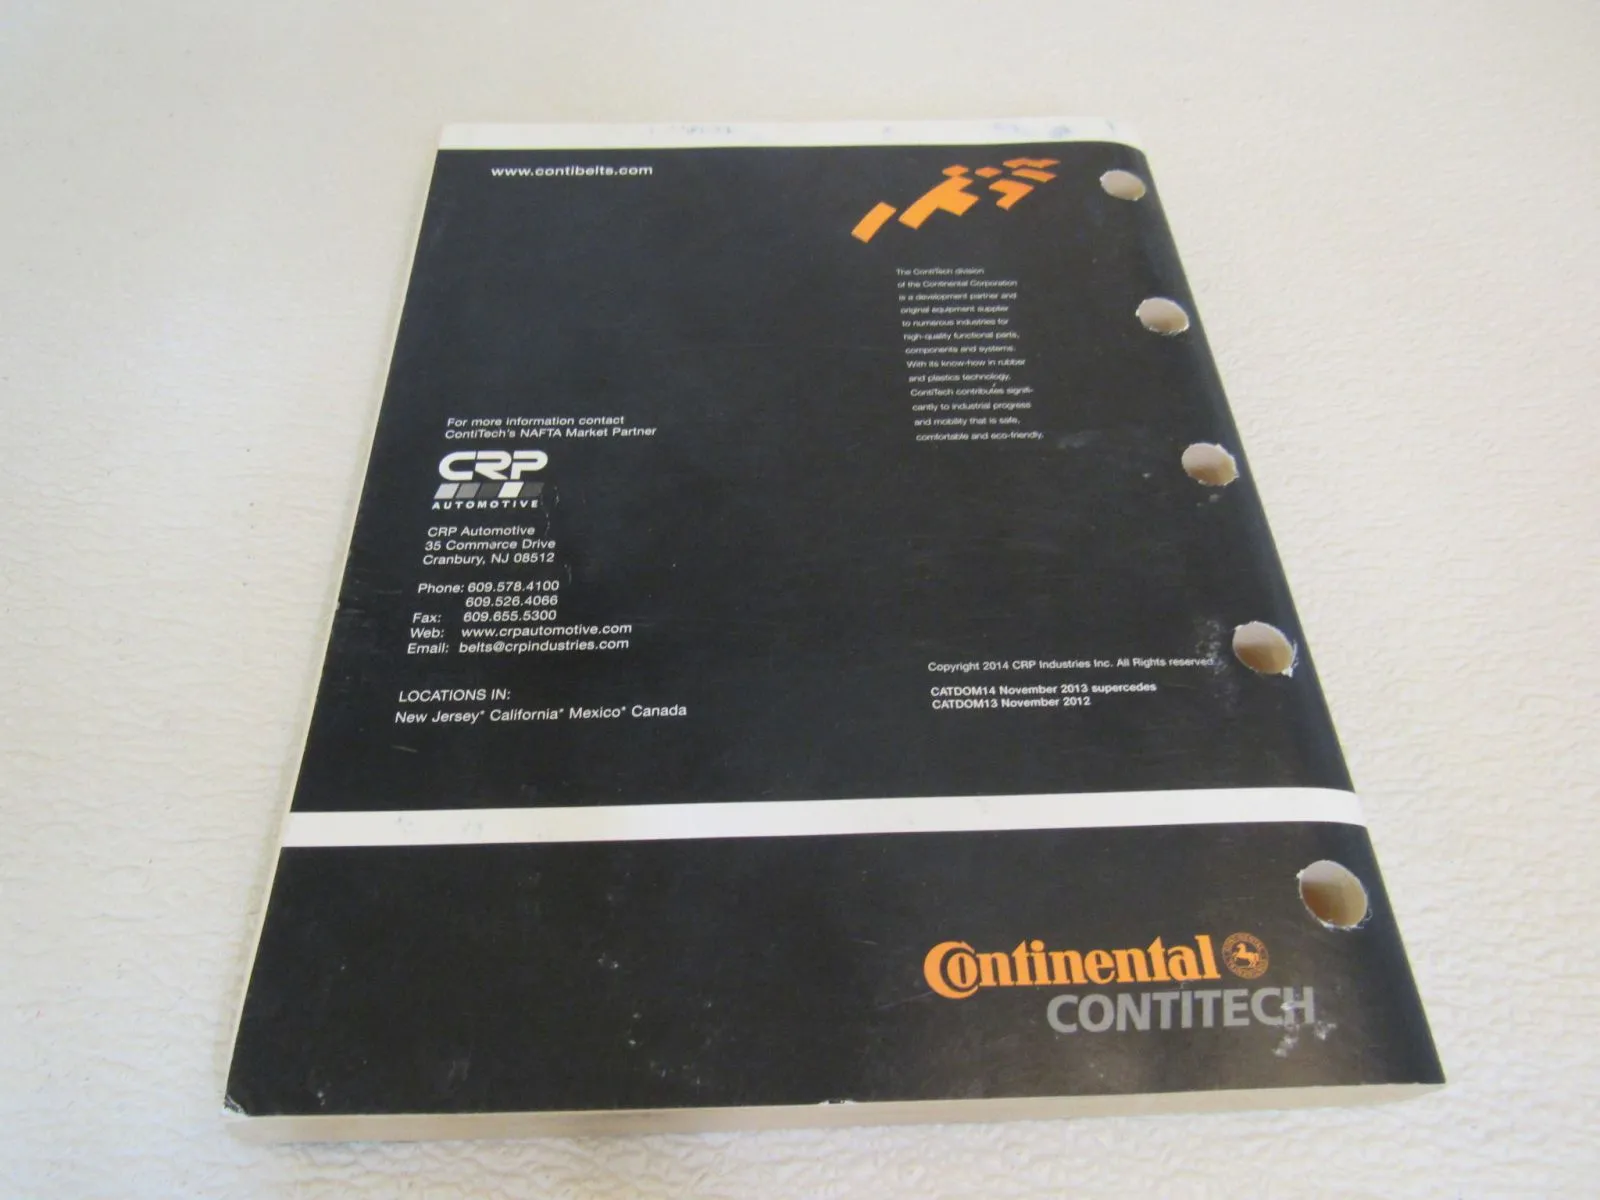 www.contibelts.com
The ContiTech division
of the Continental Corporation
is a development partner and
original equipment supplier
to numerous industries for
high-quality functional parts,
components and systems.
With its know-how in rubber
and plastics technology,
ContiTech contributes signifi-
cantly to industrial progress
and mobility that is safe,
comfortable and eco-friendly.
For more information contact
ContiTech's NAFTA Market Partner
CRP
AUTOMOTIVE
CRP Automotive
35 Commerce Drive
Cranbury, NJ 08512
Phone: 609.578.4100
609.526.4066
Fax: 609.655.5300
Web: www.crpautomotive.com
Email: belts@crpindustries.com
LOCATIONS IN:
New Jersey* California* Mexico* Canada
Copyright 2014 CRP Industries Inc. All Rights reserved
CATDOM14 November 2013 supercedes
CATDOM13 November 2012
Continental
CONTITECH